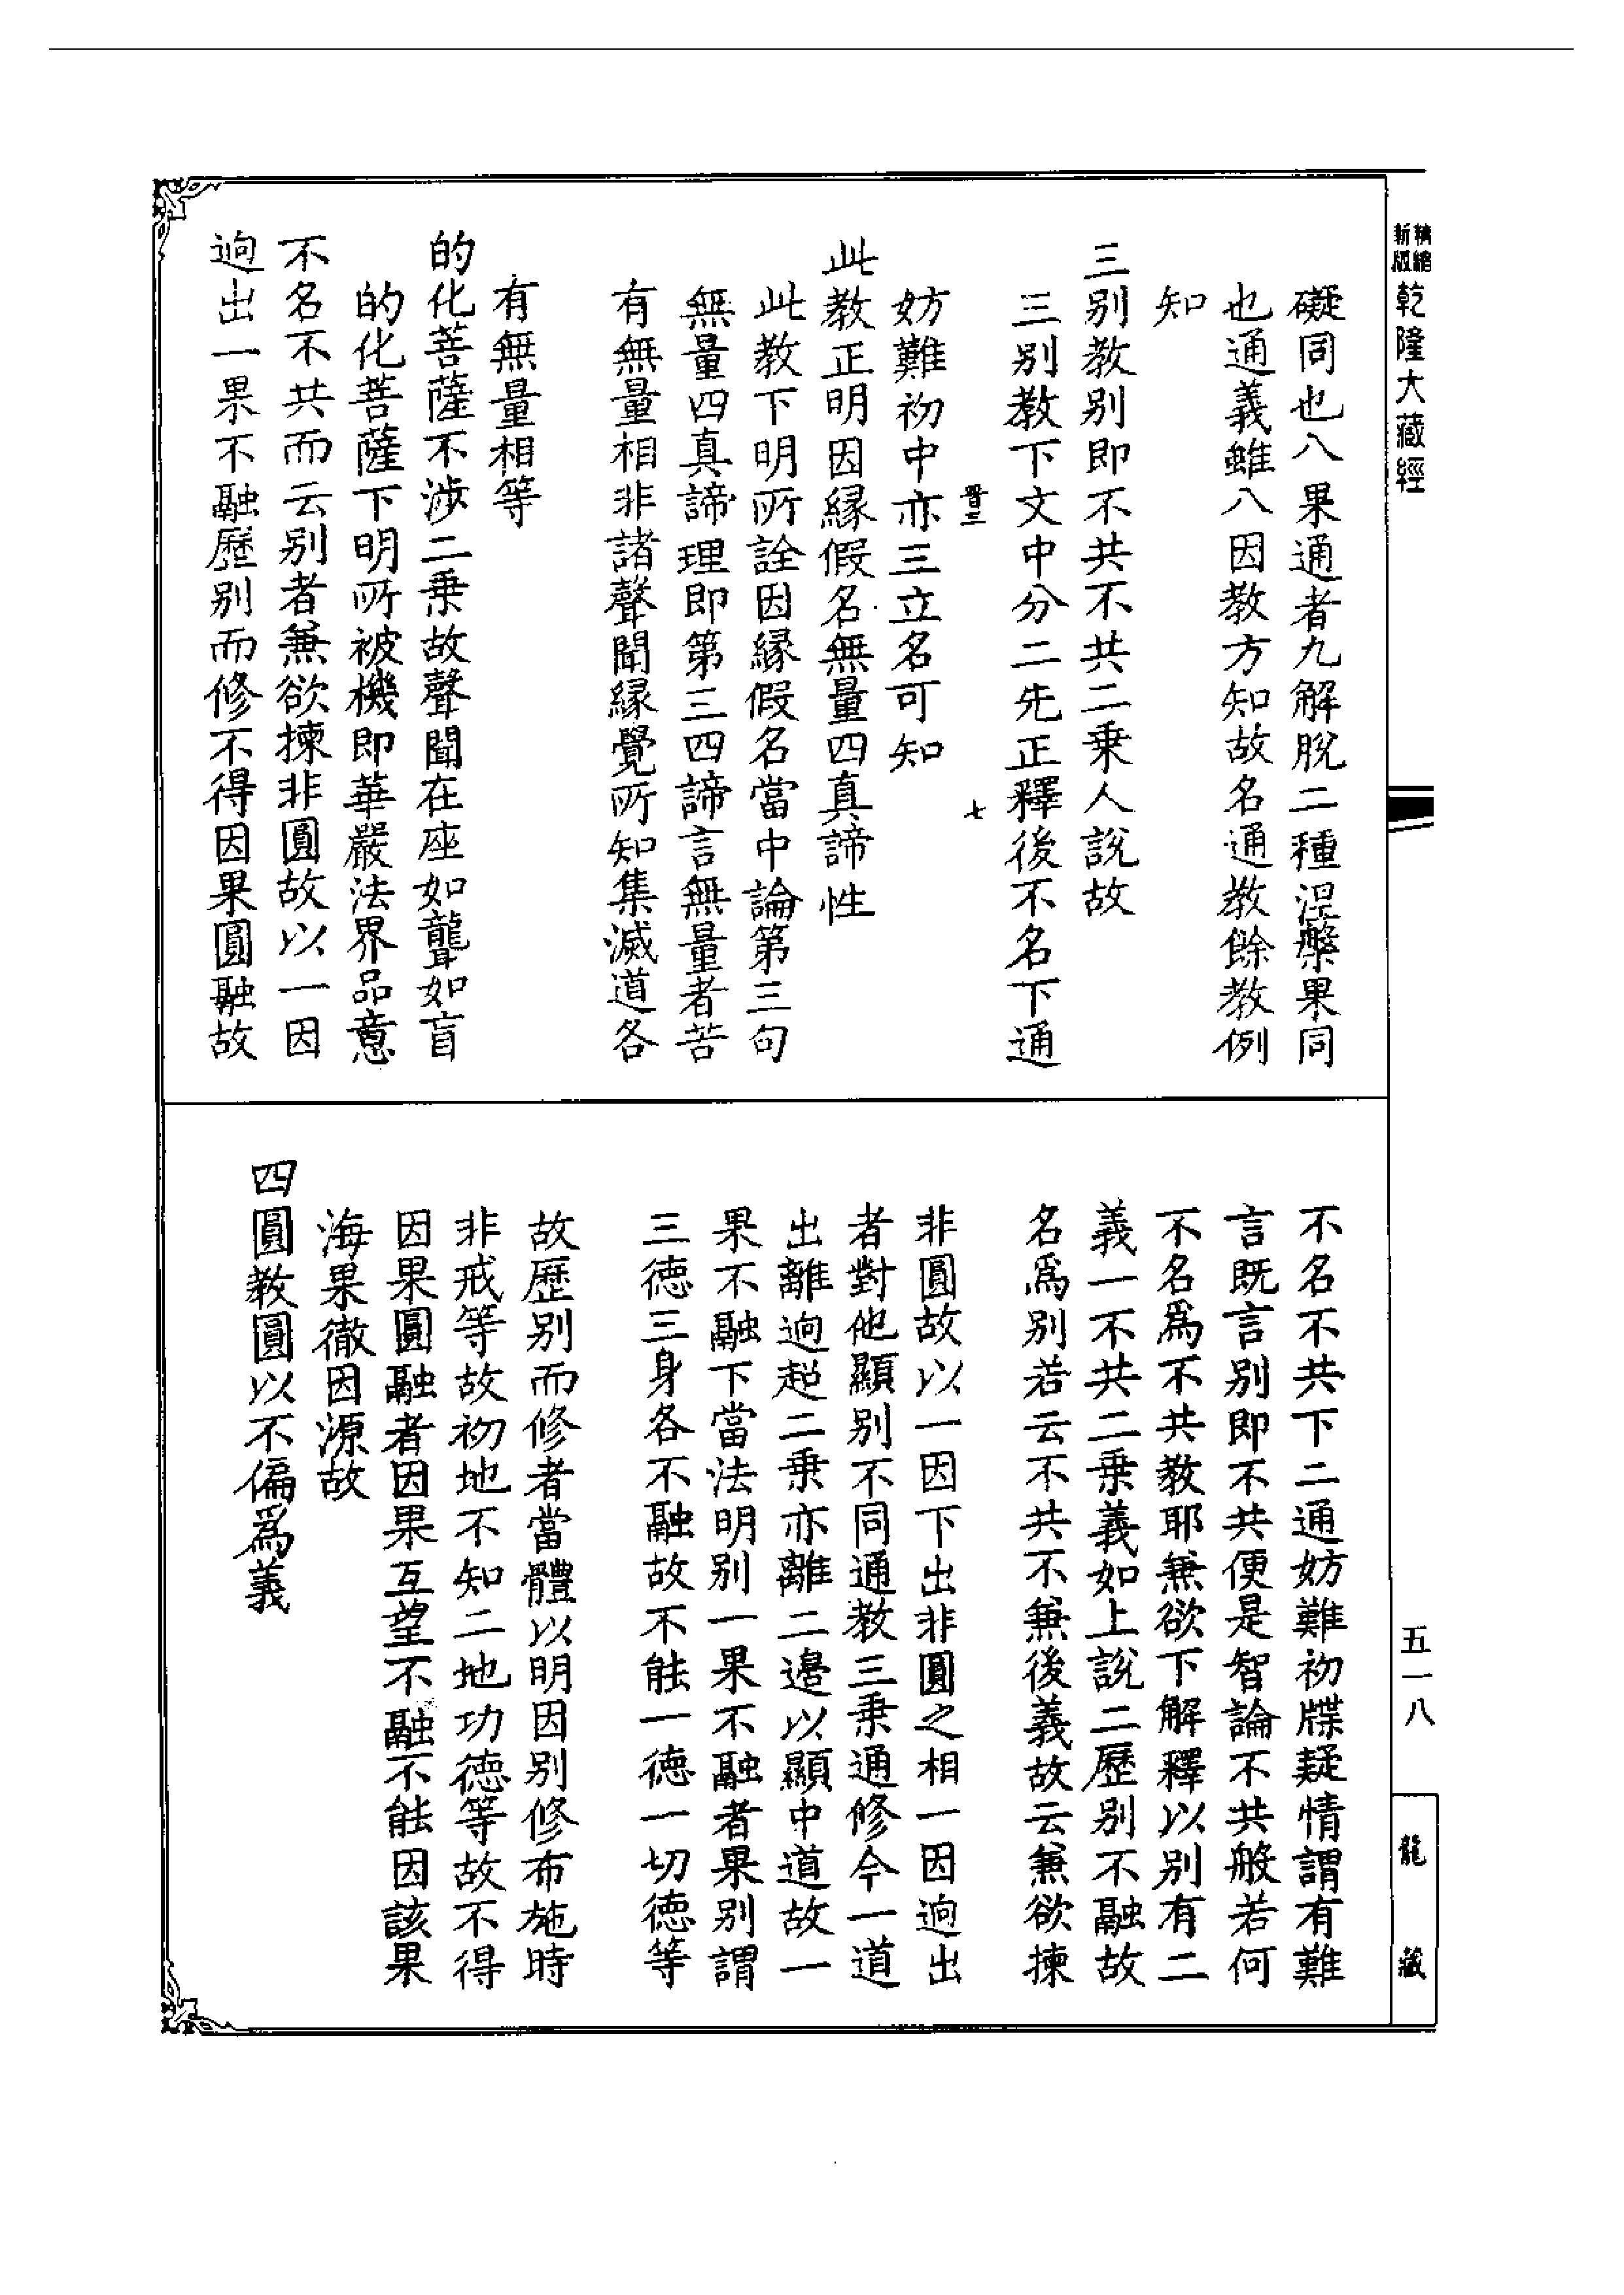 精縮
新版
乾隆大藏經
礙同也八果通者九解脫二種涅槃果同
也通義雖八因教方知故名通教餘教例
知
三別教別即不共不共二乗人說故
三別教下文中分二先正釋後不名下通
晉三
七
妨難初中亦三立名可知
此教正明因縁假名無量四真諦性
此教下明所詮因縁假名當中論第三句
無量四真諦理即第三四諦言無量者苦
有無量相非諸聲聞縁覺所知集滅道各
有無量相等
的化菩薩不涉二乗故聲聞在座如聾如盲
的化菩薩下明所被機即華嚴法界品意
不名不共而云別者兼欲揀非圓故以一因
逈出一果不融歷別而修不得因果圓融故
不名不共下二通妨難初牒疑情謂有難
言既言別即不共便是智論不共般若何
不名爲不共教耶兼欲下解釋以別有二
義一不共二乗義如上說二歷別不融故
名爲別若云不共不兼後義故云兼欲揀
非圓故以一因下出非圓之相一因逈出
者對他顯別不同通教三乗通修今一道
出離逈超二乗亦離二邉以顯中道故一
果不融下當法明別一果不融者果別謂
三德三身各不融故不能一德一切德等
故歷別而修者當體以明因別修布施時
非戒等故初地不知二地功德等故不得
因果圓融者因果互望不融不能因該果
海果徹因源故
四圓教圓以不偏爲義
五一八
龍藏